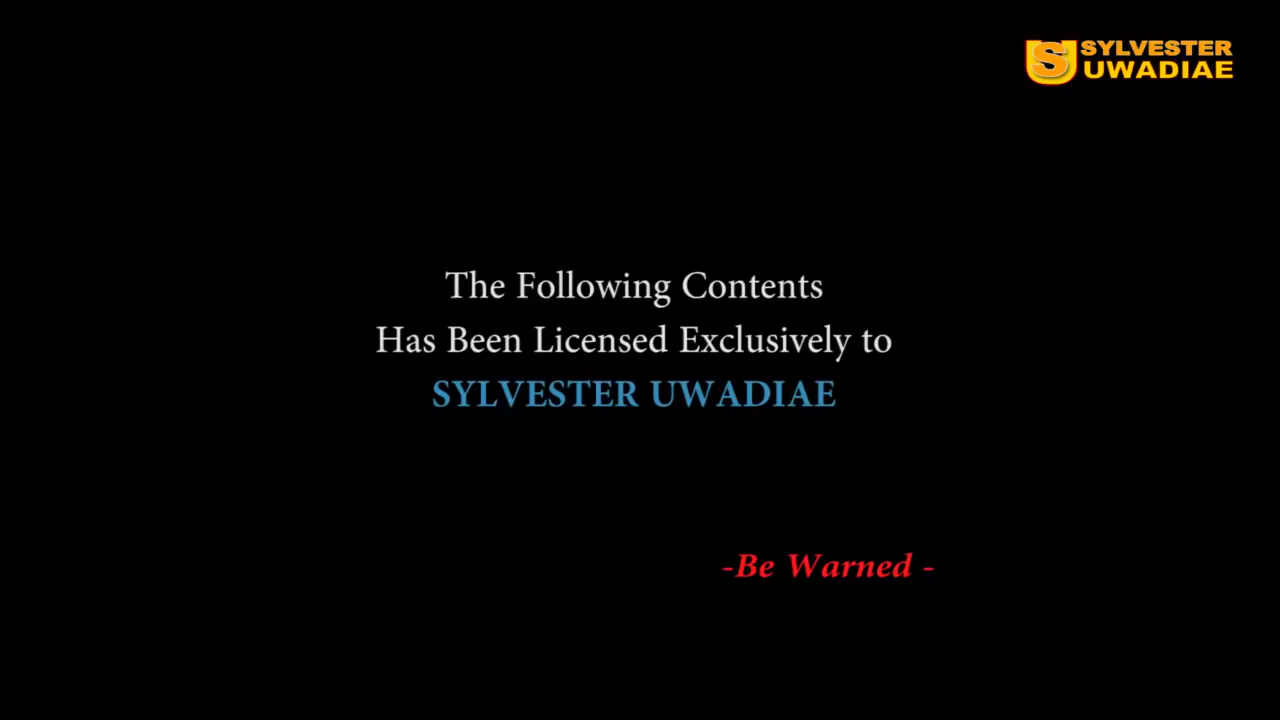 SYLVESTER
UWADIAE
The Following Contents
Has Been Licensed Exclusively to
SYLVESTER UWADIAE
-Be Warned -